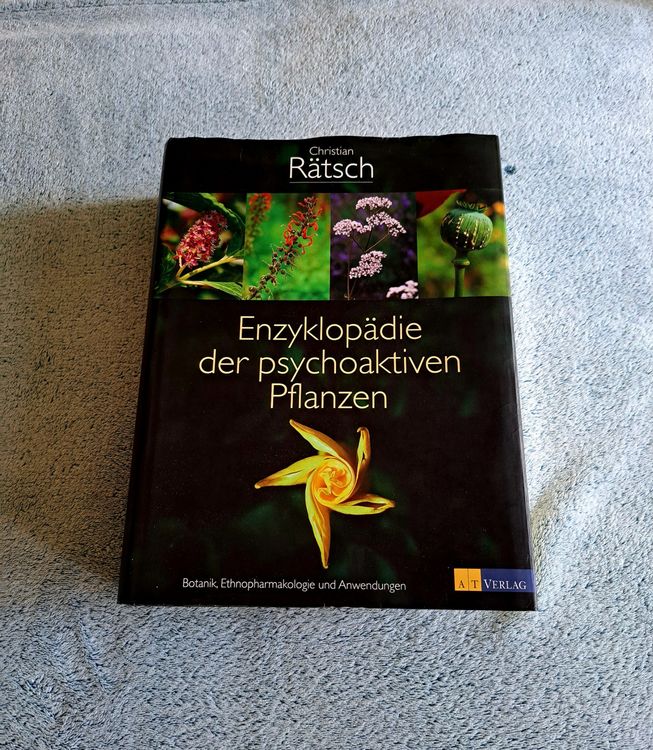 Christian
Rätsch
Enzyklopädie
der psychoaktiven
Pflanzen
Botanik, Ethnopharmakologie und Anwendungen
AT VERLAG